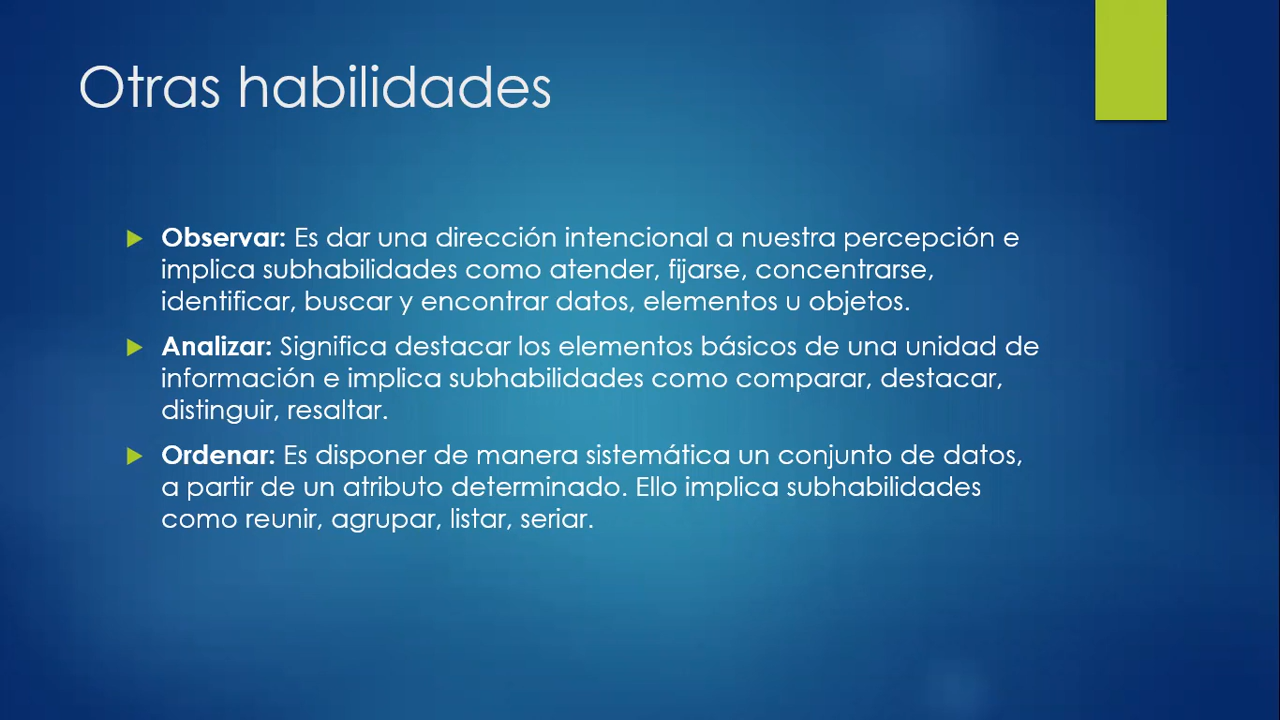 Otras habilidades
Observar: Es dar una dirección intencional a nuestra percepción e
implica subhabilidades como atender, fijarse, concentrarse,
identificar, buscar y encontrar datos, elementos u objetos.
Analizar: Significa destacar los elementos básicos de una unidad de
información e implica subhabilidades como comparar, destacar,
distinguir, resaltar.
Ordenar: Es disponer de manera sistemática un conjunto de datos,
a partir de un atributo determinado. Ello implica subhabilidades
como reunir, agrupar, listar, seriar.